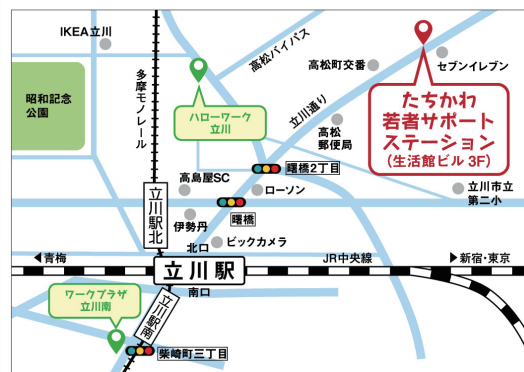 IKEA立川
高松バイパス
高松町交番
セブンイレブン
多摩モノレール
昭和記念
公園
ハローワーク
立川
立川通り
たちかわ
若者サポート
ステーション
(生活館ビル 3F)
高松
郵便局
曙橋2丁目
高島屋SC
ローソン
立川市立
第二小
立川駅北
伊勢丹
曙橋
北口
ビックカメラ
◀青梅
立川駅
JR中央線
▶新宿・東京
ワークプラザ
立川南
南口
立川駅南
柴崎町三丁目